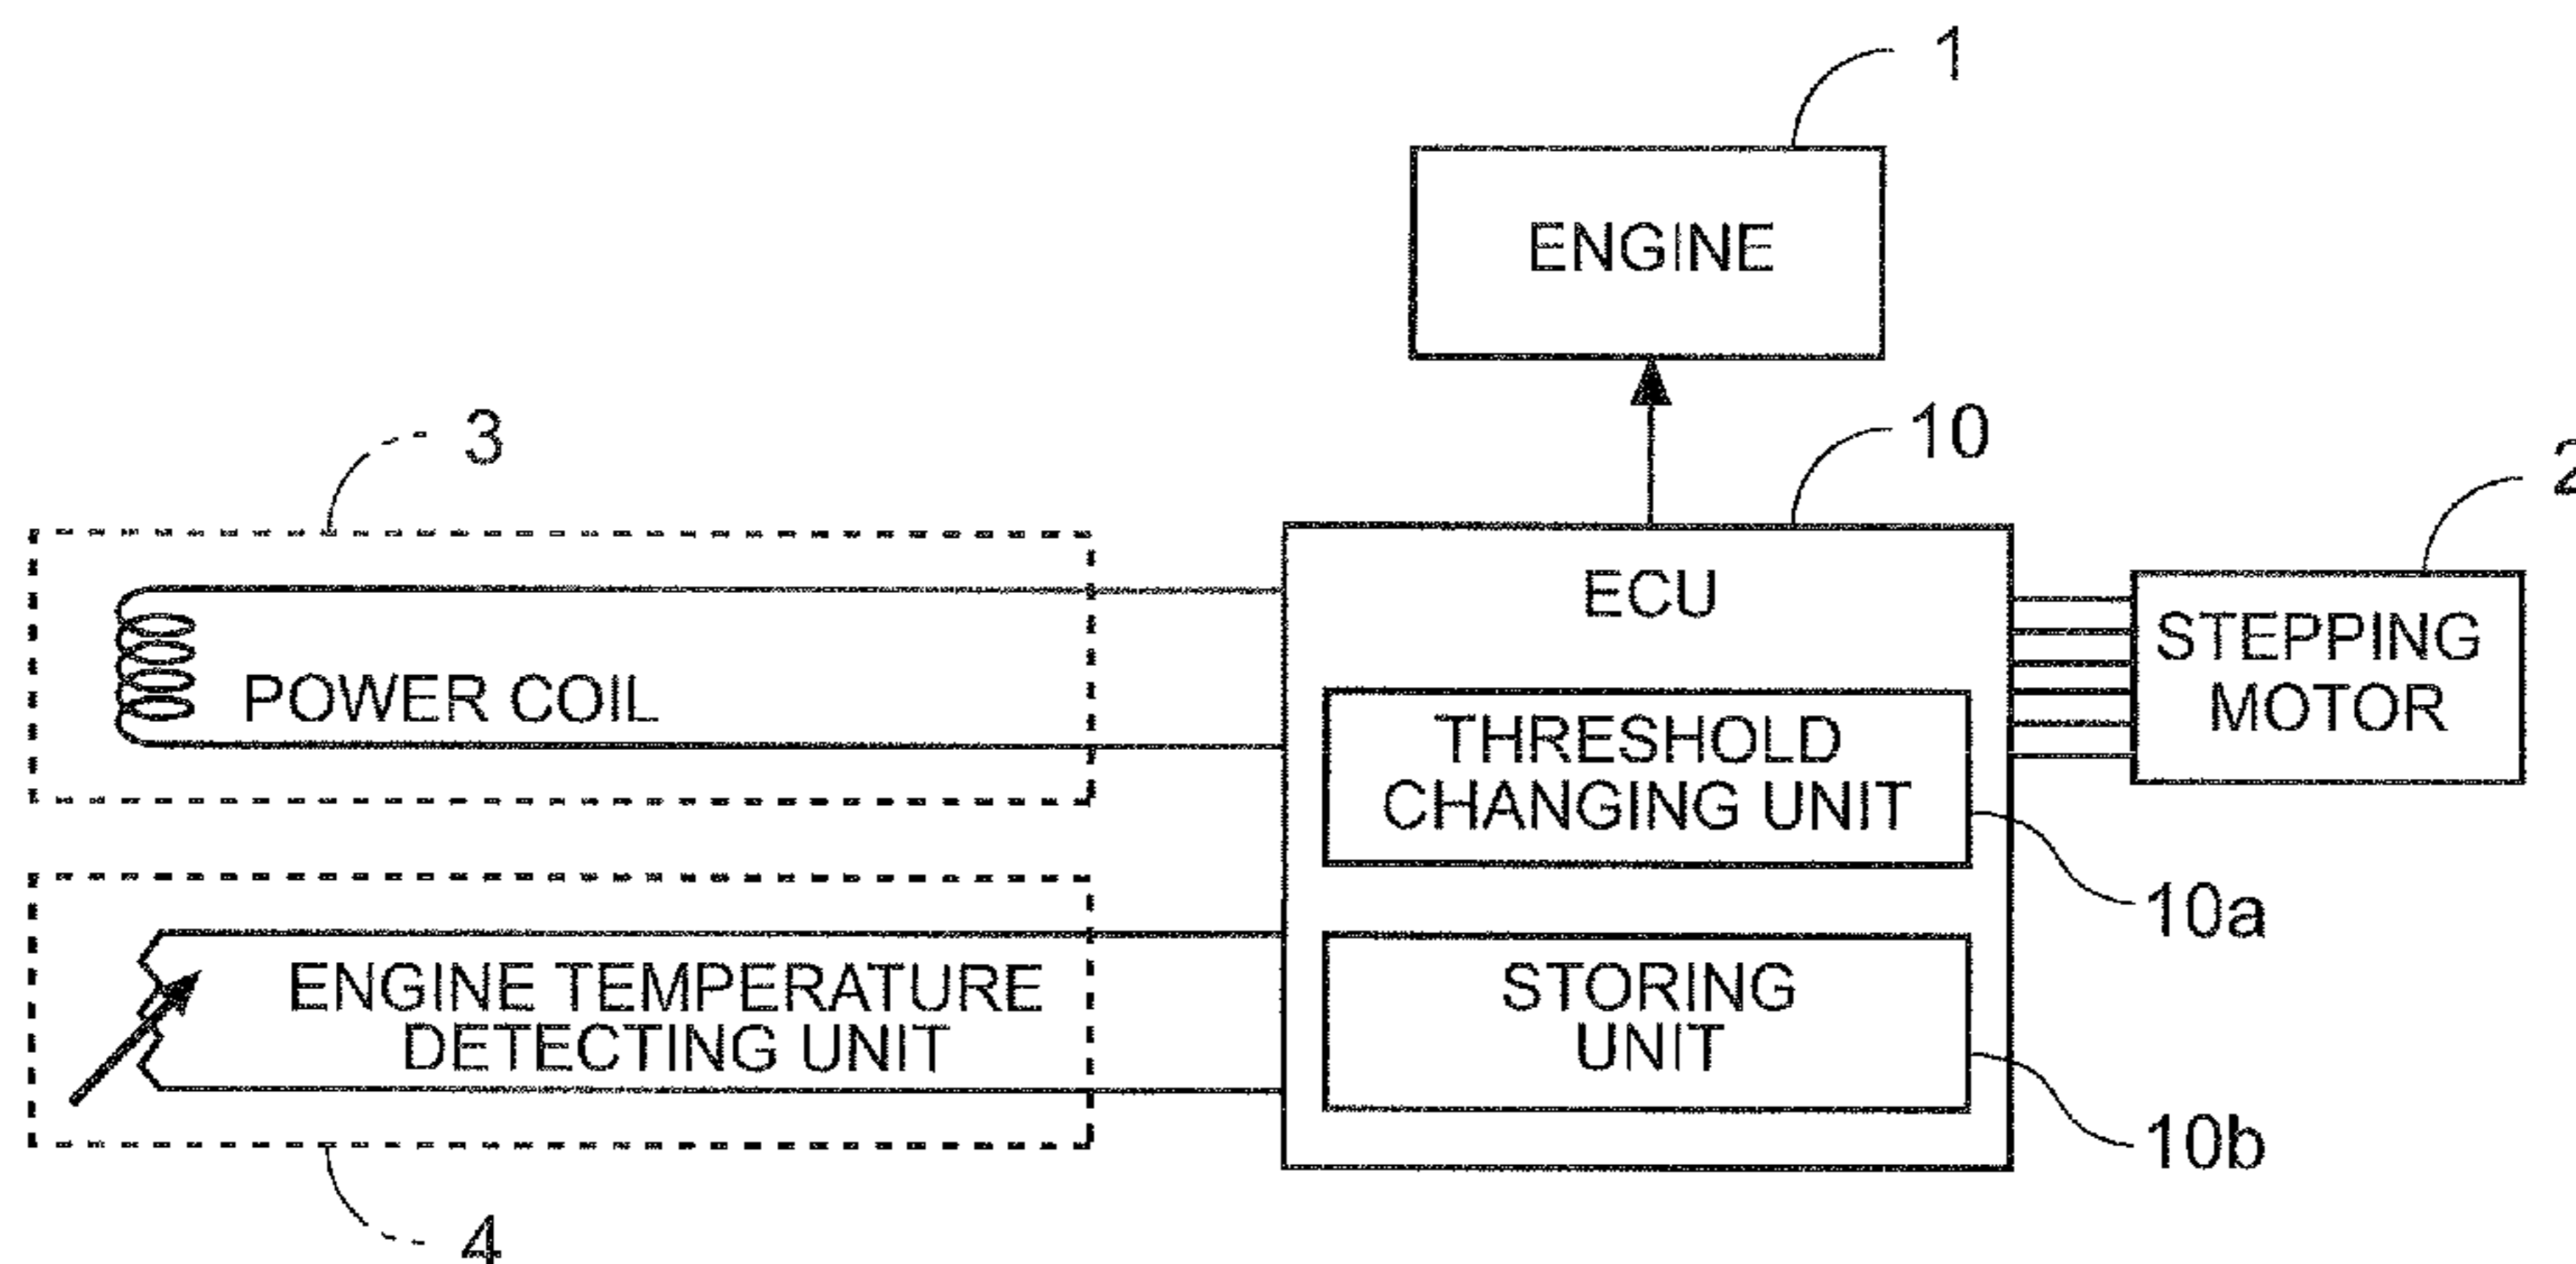 1
ENGINE
3
10
2
ECU
STEPPING
MOTOR
POWER COIL
THRESHOLD
CHANGING UNIT
10a
ENGINE TEMPERATURE
DETECTING UNIT
STORING
UNIT
10b
4